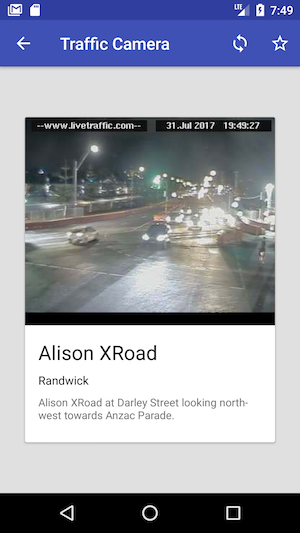 LTE 7:49
Traffic Camera
--www.livetraffic.com-- 31.Jul 2017 19:49:27
Alison XRoad
Randwick
Alison XRoad at Darley Street looking north-
west towards Anzac Parade.